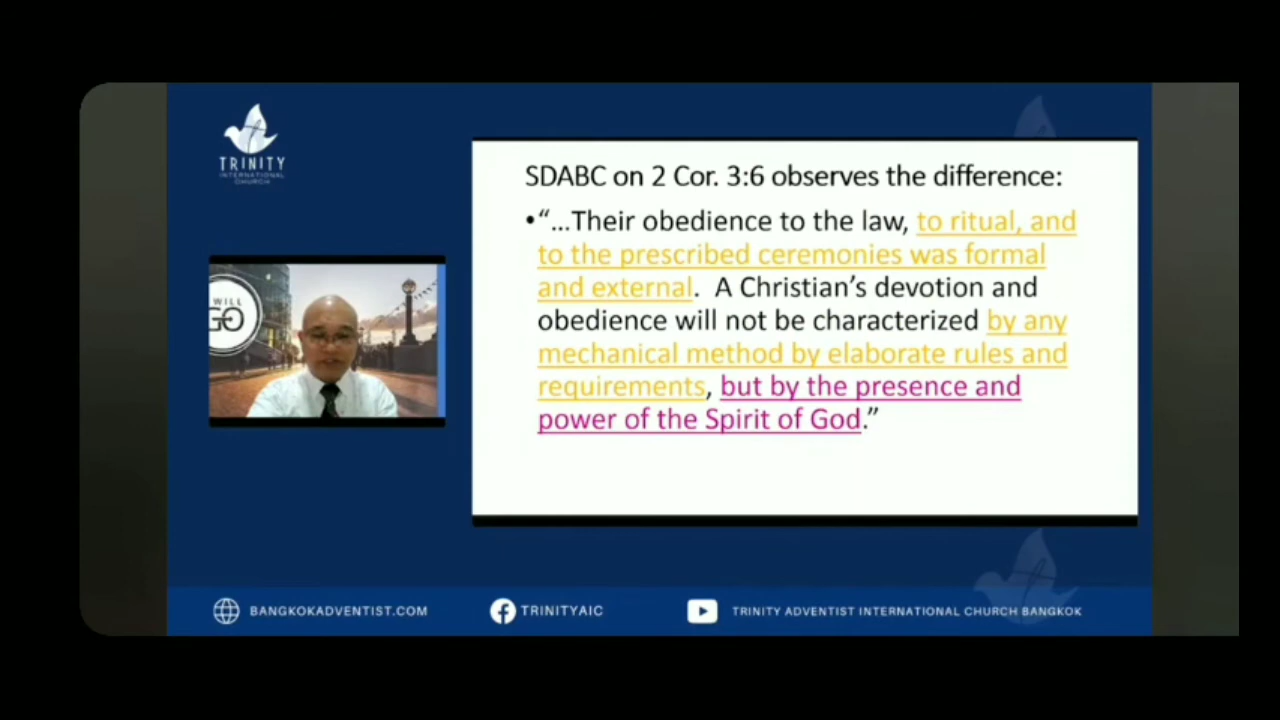 TRINITY
INTERNATIONAL
CHURCH
WILL
GO
SDABC on 2 Cor. 3:6 observes the difference:
•“...Their obedience to the law, to ritual, and
to the prescribed ceremonies was formal
and external. A Christian’s devotion and
obedience will not be characterized by any
mechanical method by elaborate rules and
requirements, but by the presence and
power of the Spirit of God.”
BANGKOKADVENTIST.COM
TRINITYAIC
TRINITY ADVENTIST INTERNATIONAL CHURCH BANGKOK